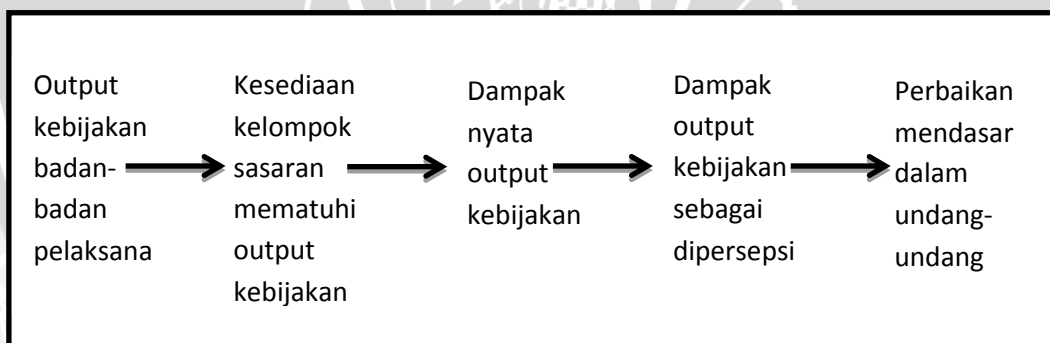 Output
kebijakan
badan-
badan
pelaksana
Kesediaan
kelompok
sasaran
mematuhi
output
kebijakan
Dampak
nyata
output
kebijakan
Dampak
output
kebijakan
sebagai
dipersepsi
Perbaikan
mendasar
dalam
undang-
undang